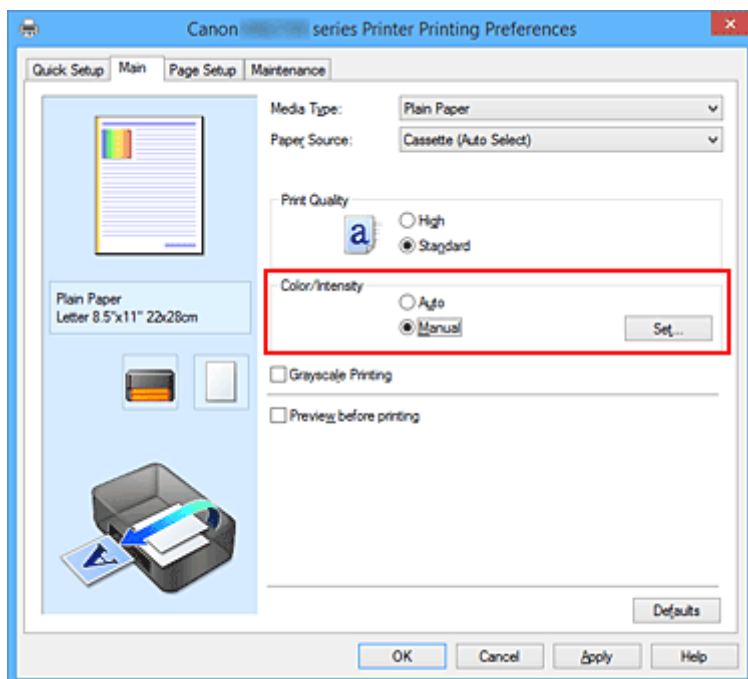 Canon series Printer Printing Preferences
Quick Setup Main Page Setup Maintenance
Media Type: Plain Paper
Paper Source: Cassette (Auto Select)
Print Quality
a
High
Standard
Color/Intensity
Auto
Manual
Set...
Plain Paper
Letter 8.5"x11" 22x28cm
Grayscale Printing
Preview before printing
A
Defaults
OK Cancel Apply Help